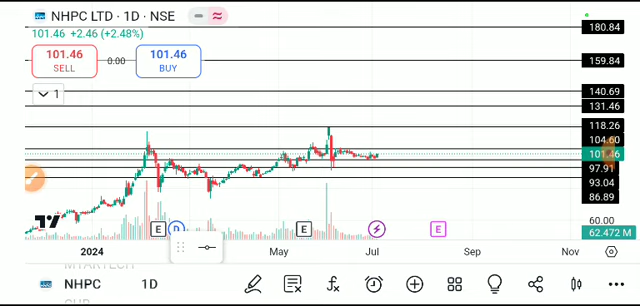 NHPC LTD · 1D · NSE
101.46 +2.46 (+2.48%)
101.46
SELL
0.00
101.46
BUY
1
180.84
159.84
140.69
131.46
118.26
104.60
101.46
97.91
93.04
86.89
60.00
62.472 M
E
D
E
E
2024
May
Jul
Sep
Nov
NHPC 1D